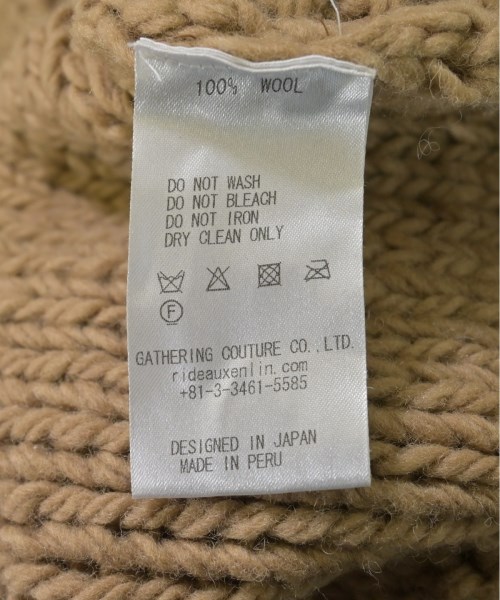 100% WOOL
DO NOT WASH
DO NOT BLEACH
DO NOT IRON
DRY CLEAN ONLY
F
GATHERING COUTURE CO.,LTD.
rideauxenlin.com
+81-3-3461-5585
DESIGNED IN JAPAN
MADE IN PERU